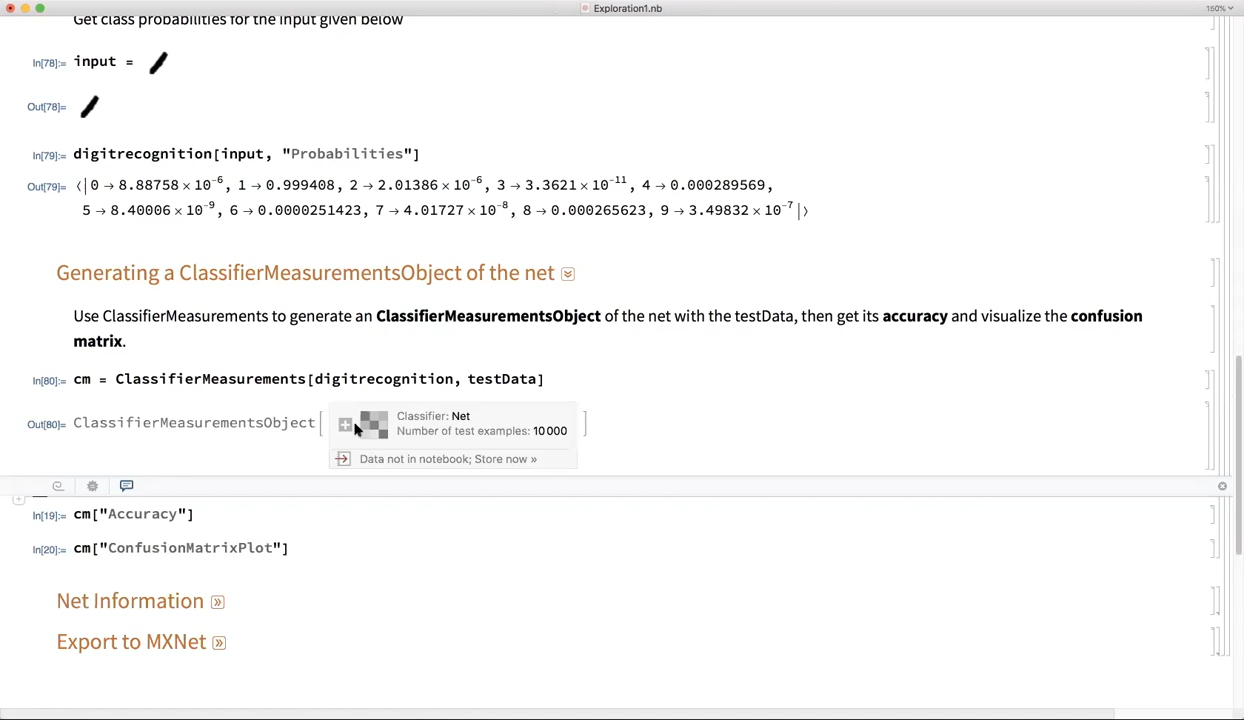 Exploration1.nb
150%
Get class probabilities for the input given below
In[78]:= input =
Out[78]=
In[79]:= digitrecognition[input, "Probabilities"]
Out[79]= <|0 → 8.88758 × 10^-6, 1 → 0.999408, 2 → 2.01386 × 10^-6, 3 → 3.3621 × 10^-11, 4 → 0.000289569,
5 → 8.40006 × 10^-9, 6 → 0.0000251423, 7 → 4.01727 × 10^-8, 8 → 0.000265623, 9 → 3.49832 × 10^-7|>
Generating a ClassifierMeasurementsObject of the net
Use ClassifierMeasurements to generate an ClassifierMeasurementsObject of the net with the testData, then get its accuracy and visualize the confusion
matrix.
In[80]:= cm = ClassifierMeasurements[digitrecognition, testData]
Out[80]= ClassifierMeasurementsObject[
Classifier: Net
Number of test examples: 10000
]
Data not in notebook; Store now »
In[19]:= cm["Accuracy"]
In[20]:= cm["ConfusionMatrixPlot"]
Net Information
Export to MXNet